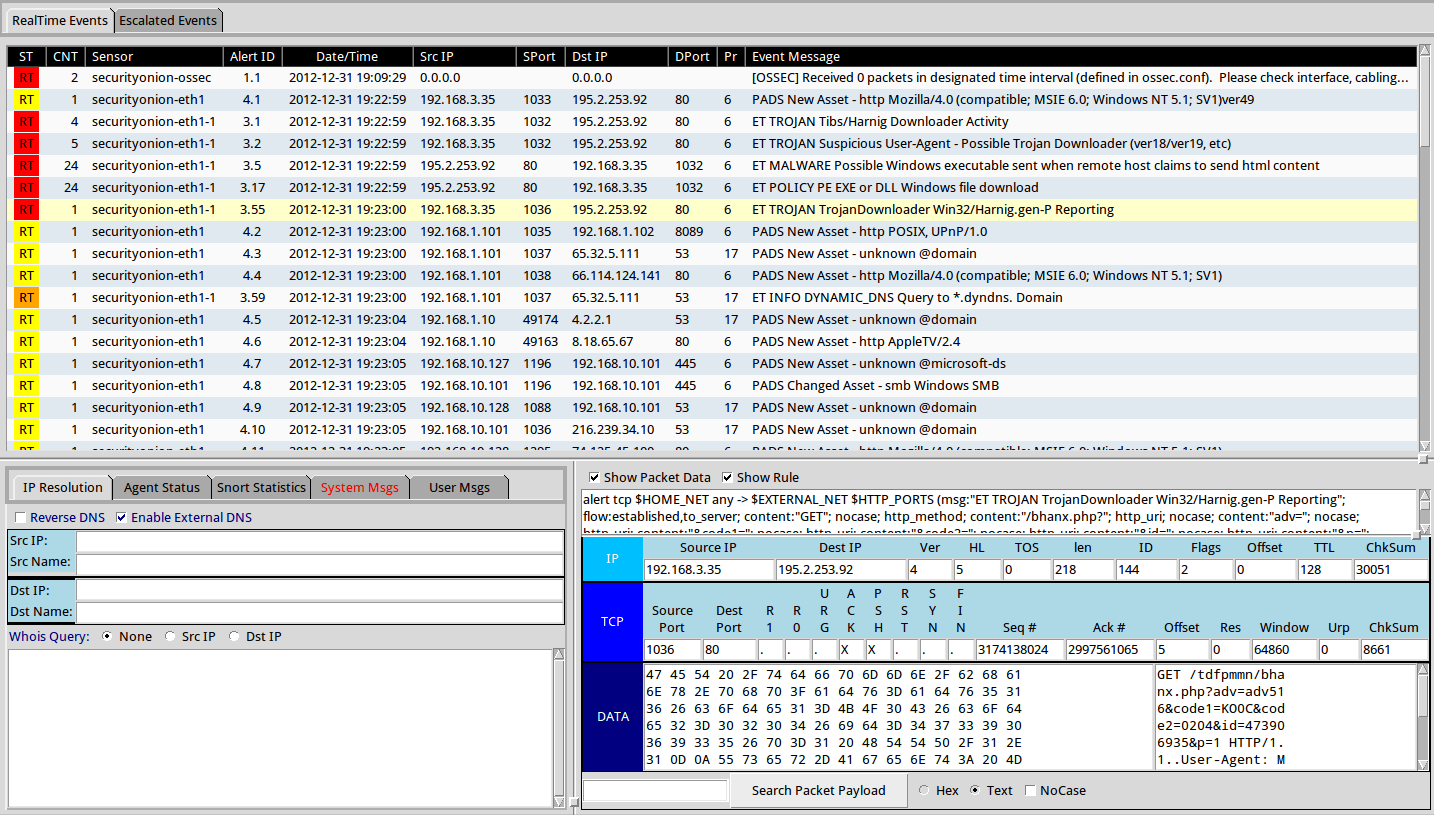 RealTime Events Escalated Events
ST CNT Sensor Alert ID Date/Time Src IP SPort Dst IP DPort Pr Event Message
RT 2 securityonion-ossec 1.1 2012-12-31 19:09:29 0.0.0.0 0.0.0.0 [OSSEC] Received 0 packets in designated time interval (defined in ossec.conf). Please check interface, cabling...
RT 1 securityonion-eth1 4.1 2012-12-31 19:22:59 192.168.3.35 1033 195.2.253.92 80 6 PADS New Asset - http Mozilla/4.0 (compatible; MSIE 6.0; Windows NT 5.1; SV1)ver49
RT 4 securityonion-eth1-1 3.1 2012-12-31 19:22:59 192.168.3.35 1032 195.2.253.92 80 6 ET TROJAN Tibs/Harnig Downloader Activity
RT 5 securityonion-eth1-1 3.2 2012-12-31 19:22:59 192.168.3.35 1032 195.2.253.92 80 6 ET TROJAN Suspicious User-Agent - Possible Trojan Downloader (ver18/ver19, etc)
RT 24 securityonion-eth1-1 3.5 2012-12-31 19:22:59 195.2.253.92 80 192.168.3.35 1032 6 ET MALWARE Possible Windows executable sent when remote host claims to send html content
RT 24 securityonion-eth1-1 3.17 2012-12-31 19:22:59 195.2.253.92 80 192.168.3.35 1032 6 ET POLICY PE EXE or DLL Windows file download
RT 1 securityonion-eth1-1 3.55 2012-12-31 19:23:00 192.168.3.35 1036 195.2.253.92 80 6 ET TROJAN TrojanDownloader Win32/Harnig.gen-P Reporting
RT 1 securityonion-eth1 4.2 2012-12-31 19:23:00 192.168.1.101 1035 192.168.1.102 8089 6 PADS New Asset - http POSIX, UPnP/1.0
RT 1 securityonion-eth1 4.3 2012-12-31 19:23:00 192.168.1.101 1037 65.32.5.111 53 17 PADS New Asset - unknown @domain
RT 1 securityonion-eth1 4.4 2012-12-31 19:23:00 192.168.1.101 1038 66.114.124.141 80 6 PADS New Asset - http Mozilla/4.0 (compatible; MSIE 6.0; Windows NT 5.1; SV1)
RT 1 securityonion-eth1-1 3.59 2012-12-31 19:23:00 192.168.1.101 1037 65.32.5.111 53 17 ET INFO DYNAMIC_DNS Query to *.dyndns. Domain
RT 1 securityonion-eth1 4.5 2012-12-31 19:23:04 192.168.1.10 49174 4.2.2.1 53 17 PADS New Asset - unknown @domain
RT 1 securityonion-eth1 4.6 2012-12-31 19:23:04 192.168.1.10 49163 8.18.65.67 80 6 PADS New Asset - http AppleTV/2.4
RT 1 securityonion-eth1 4.7 2012-12-31 19:23:05 192.168.10.127 1196 192.168.10.101 445 6 PADS New Asset - unknown @microsoft-ds
RT 1 securityonion-eth1 4.8 2012-12-31 19:23:05 192.168.10.101 1196 192.168.10.101 445 6 PADS Changed Asset - smb Windows SMB
RT 1 securityonion-eth1 4.9 2012-12-31 19:23:05 192.168.10.128 1088 192.168.10.101 53 17 PADS New Asset - unknown @domain
RT 1 securityonion-eth1 4.10 2012-12-31 19:23:05 192.168.10.101 1036 216.239.34.10 53 17 PADS New Asset - unknown @domain
IP Resolution Agent Status Snort Statistics System Msgs User Msgs
Reverse DNS Enable External DNS
Src IP:
Src Name:
Dst IP:
Dst Name:
Whois Query: None Src IP Dst IP
Show Packet Data Show Rule
alert tcp $HOME_NET any -> $EXTERNAL_NET $HTTP_PORTS (msg:"ET TROJAN TrojanDownloader Win32/Harnig.gen-P Reporting";
flow:established,to_server; content:"GET"; nocase; http_method; content:"/bhanx.php?"; http_uri; nocase; content:"adv="; nocase;
IP Source IP Dest IP Ver HL TOS len ID Flags Offset TTL ChkSum
192.168.3.35 195.2.253.92 4 5 0 218 144 2 0 128 30051
TCP Source Port Dest Port R1 R0 URG ACK PSH RST SYN FIN Seq # Ack # Offset Res Window Urp ChkSum
1036 80 . . . X X . . . 3174138024 2997561065 5 0 64860 0 8661
DATA
47 45 54 20 2F 74 64 66 70 6D 6D 6E 2F 62 68 61 GET /tdfpmmn/bha
6E 78 2E 70 68 70 3F 61 64 76 3D 61 64 76 35 31 nx.php?adv=adv51
36 26 63 6F 64 65 31 3D 4B 4F 30 43 26 63 6F 64 6&code1=KO0C&cod
65 32 3D 30 32 30 34 26 69 64 3D 34 37 33 39 30 e2=0204&id=47390
36 39 33 35 26 70 3D 31 20 48 54 54 50 2F 31 2E 6935&p=1 HTTP/1.
31 0D 0A 55 73 65 72 2D 41 67 65 6E 74 3A 20 4D 1..User-Agent: M
Search Packet Payload Hex Text NoCase